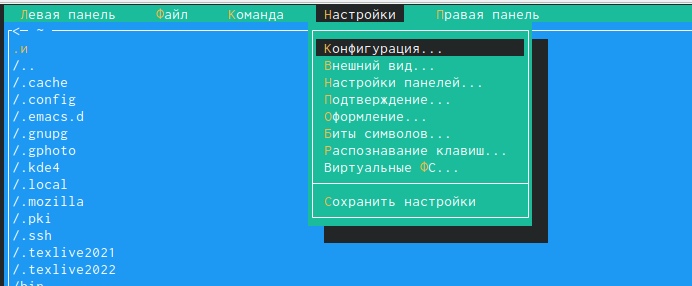 Левая панель Файл Команда Настройки Правая панель
<- ~
.и
/..
/.cache
/.config
/.emacs.d
/.gnupg
/.gphoto
/.kde4
/.local
/.mozilla
/.pki
/.ssh
/.texlive2021
/.texlive2022
/bin
Конфигурация...
Внешний вид...
Настройки панелей...
Подтверждение...
Оформление...
Биты символов...
Распознавание клавиш...
Виртуальные ФС...
Сохранить настройки